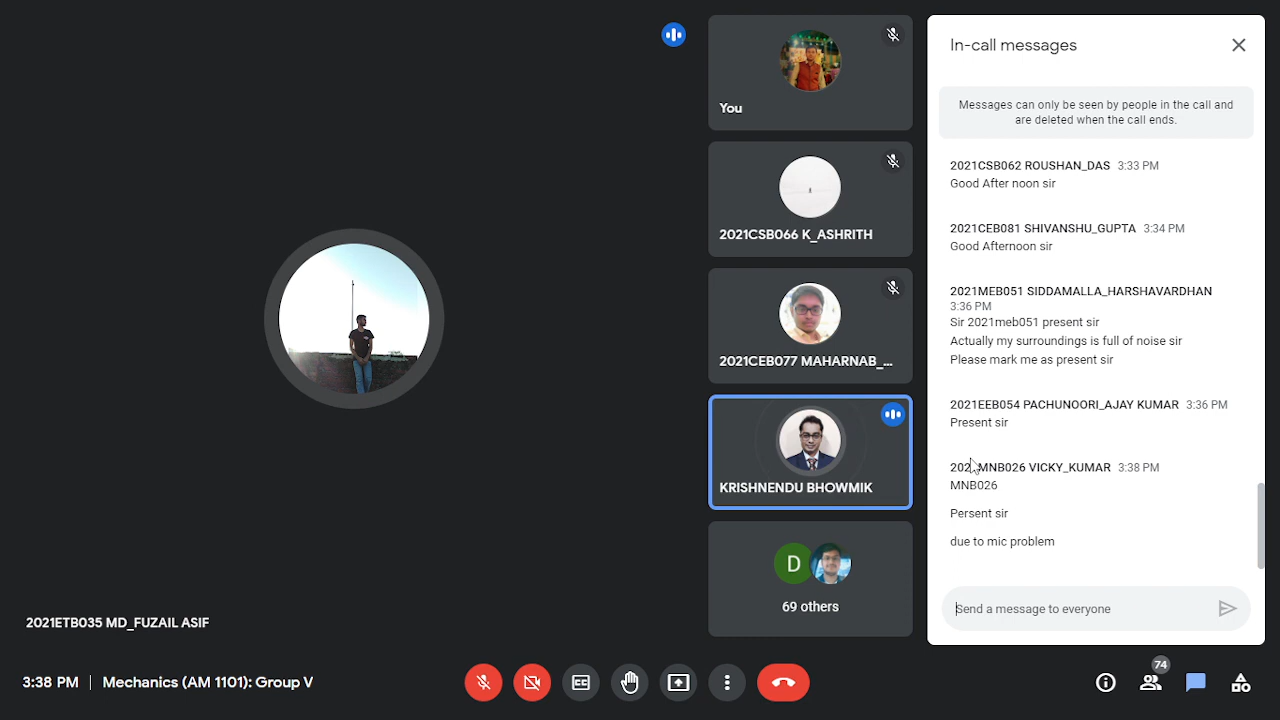 You
2021CSB066 K_ASHRITH
2021CEB077 MAHARNAB_...
KRISHNENDU BHOWMIK
D
69 others
2021ETB035 MD_FUZAIL ASIF
3:38 PM | Mechanics (AM 1101): Group V
In-call messages
Messages can only be seen by people in the call and
are deleted when the call ends.
2021CSB062 ROUSHAN_DAS 3:33 PM
Good After noon sir
2021CEB081 SHIVANSHU_GUPTA 3:34 PM
Good Afternoon sir
2021MEB051 SIDDAMALLA_HARSHAVARDHAN
3:36 PM
Sir 2021meb051 present sir
Actually my surroundings is full of noise sir
Please mark me as present sir
2021EEB054 PACHUNOORI_AJAY KUMAR 3:36 PM
Present sir
2021MNB026 VICKY_KUMAR 3:38 PM
MNB026
Persent sir
due to mic problem
Send a message to everyone
74